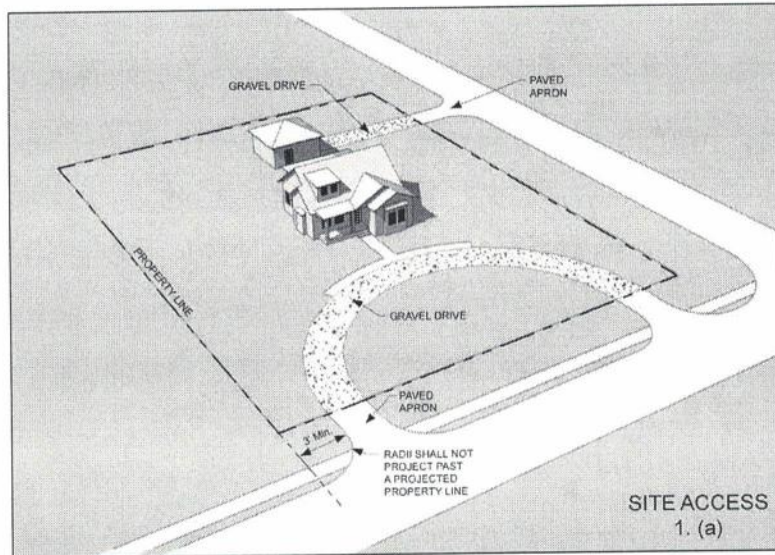 GRAVEL DRIVE
PAVED
APRON
PROPERTY LINE
GRAVEL DRIVE
PAVED
APRON
3' Min.
RADII SHALL NOT
PROJECT PAST
A PROJECTED
PROPERTY LINE
SITE ACCESS
1. (a)